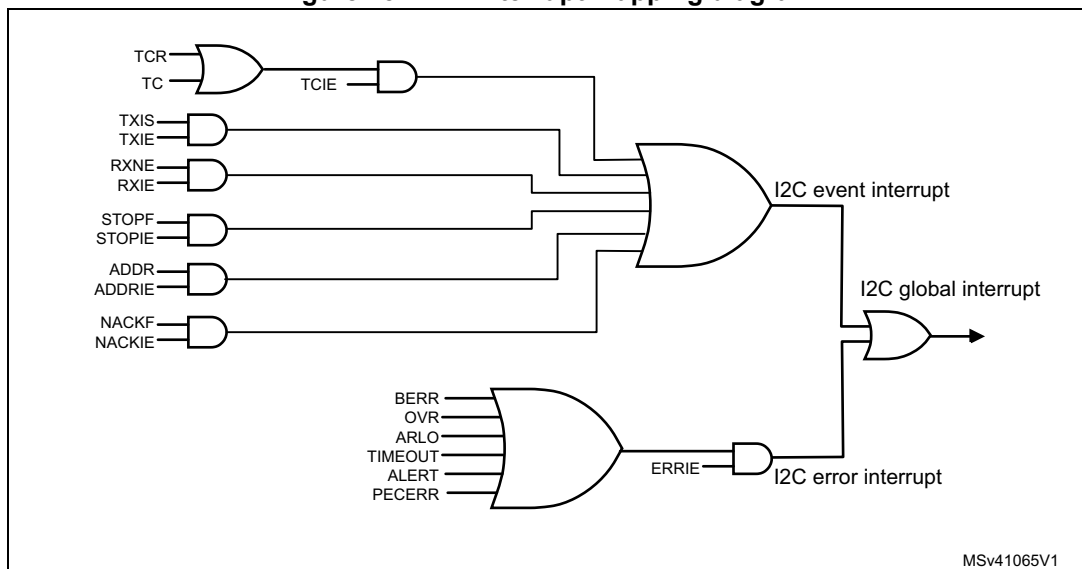 TCR
TC
TCIE
TXIS
TXIE
RXNE
RXIE
STOPF
STOPIE
ADDR
ADDRIE
NACKF
NACKIE
I2C event interrupt
I2C global interrupt
BERR
OVR
ARLO
TIMEOUT
ALERT
PECERR
ERRIE
I2C error interrupt
MSv41065V1